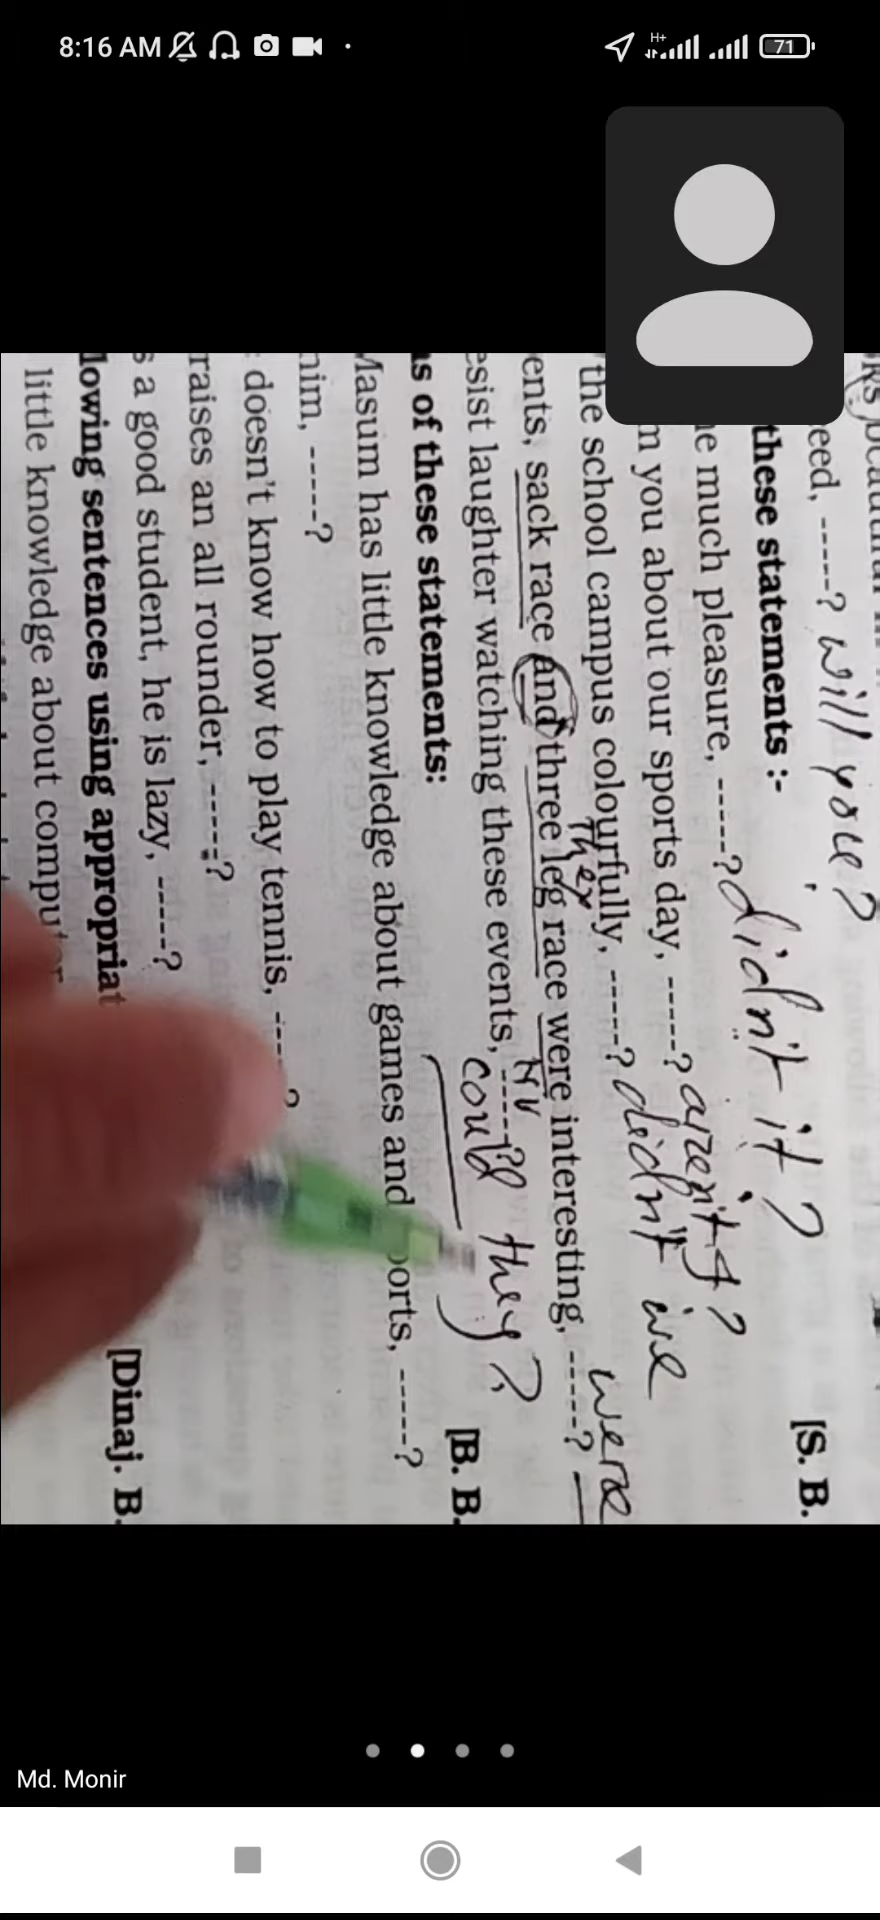 8:16 AM
H+
71
eed, -----? will you?
these statements :- [S. B.
e much pleasure, -----? didn't it?
m you about our sports day, -----? aren't I?
the school campus colourfully, -----? didn't we
They HV were
ents, sack race and three leg race were interesting, -----?
esist laughter watching these events, -----? could they?
s of these statements: [B. B.
Masum has little knowledge about games and ports, -----?
him, -----?
doesn't know how to play tennis, ----?
raises an all rounder, -----?
s a good student, he is lazy, -----?
lowing sentences using appropriat [Dinaj. B.
little knowledge about computer
Md. Monir